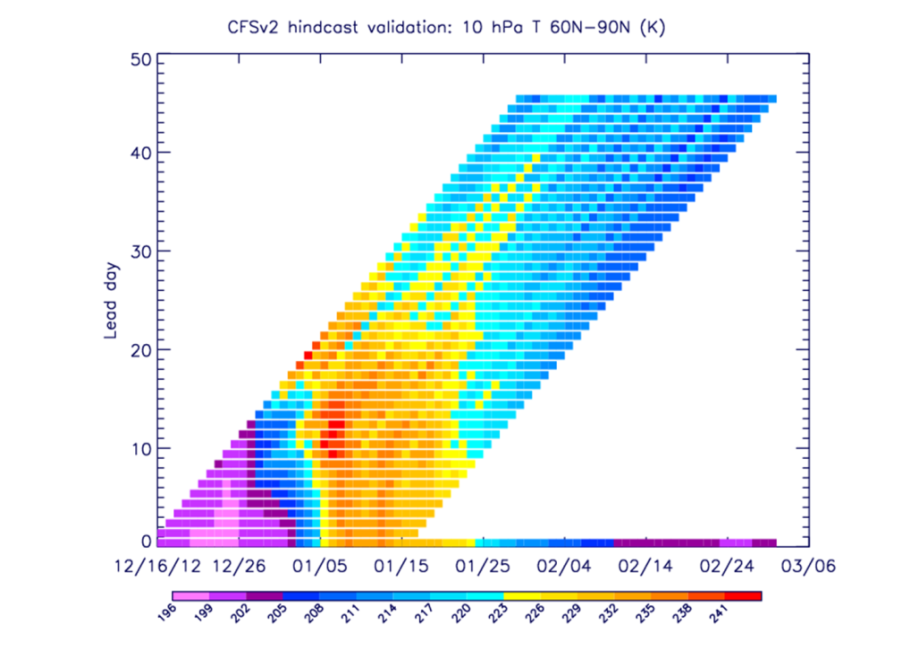 CFSv2 hindcast validation: 10 hPa T 60N−90N (K)
50
40
30
20
10
0
Lead day
12/16/12 12/26 01/05 01/15 01/25 02/04 02/14 02/24 03/06
196 199 202 205 208 211 214 217 220 223 226 229 232 235 238 241